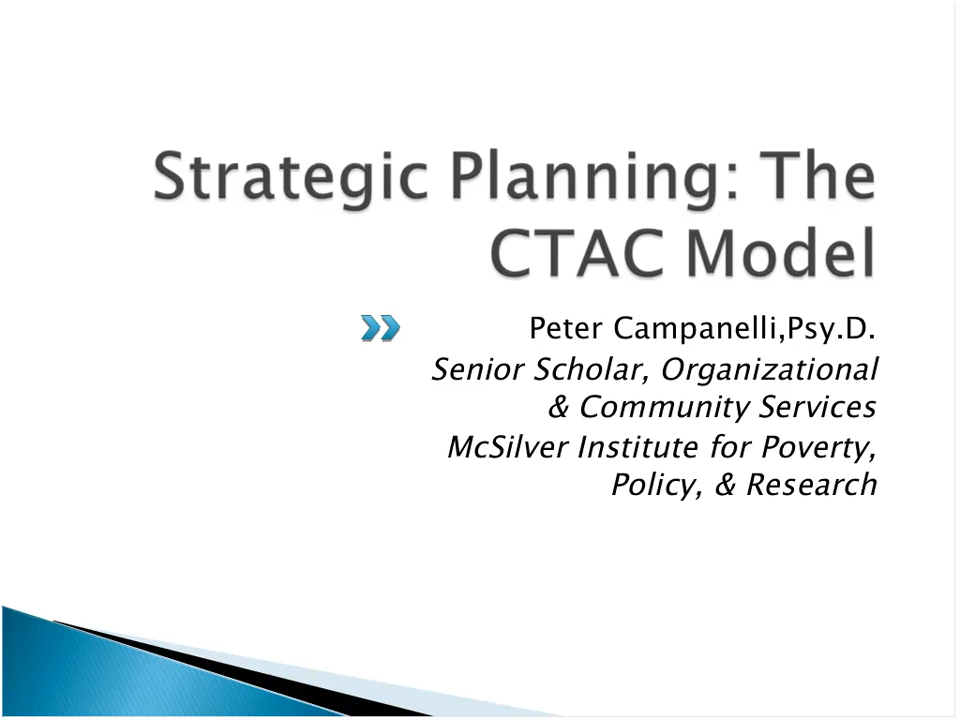 Strategic Planning: The
CTAC Model
Peter Campanelli,Psy.D.
Senior Scholar, Organizational
& Community Services
McSilver Institute for Poverty,
Policy, & Research